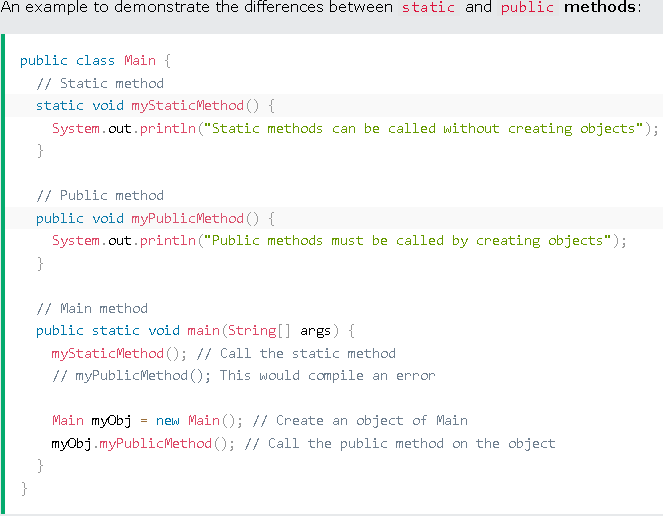 An example to demonstrate the differences between static and public methods:
public class Main {
  // Static method
  static void myStaticMethod() {
    System.out.println("Static methods can be called without creating objects");
  }

  // Public method
  public void myPublicMethod() {
    System.out.println("Public methods must be called by creating objects");
  }

  // Main method
  public static void main(String[] args) {
    myStaticMethod(); // Call the static method
    // myPublicMethod(); This would compile an error

    Main myObj = new Main(); // Create an object of Main
    myObj.myPublicMethod(); // Call the public method on the object
  }
}